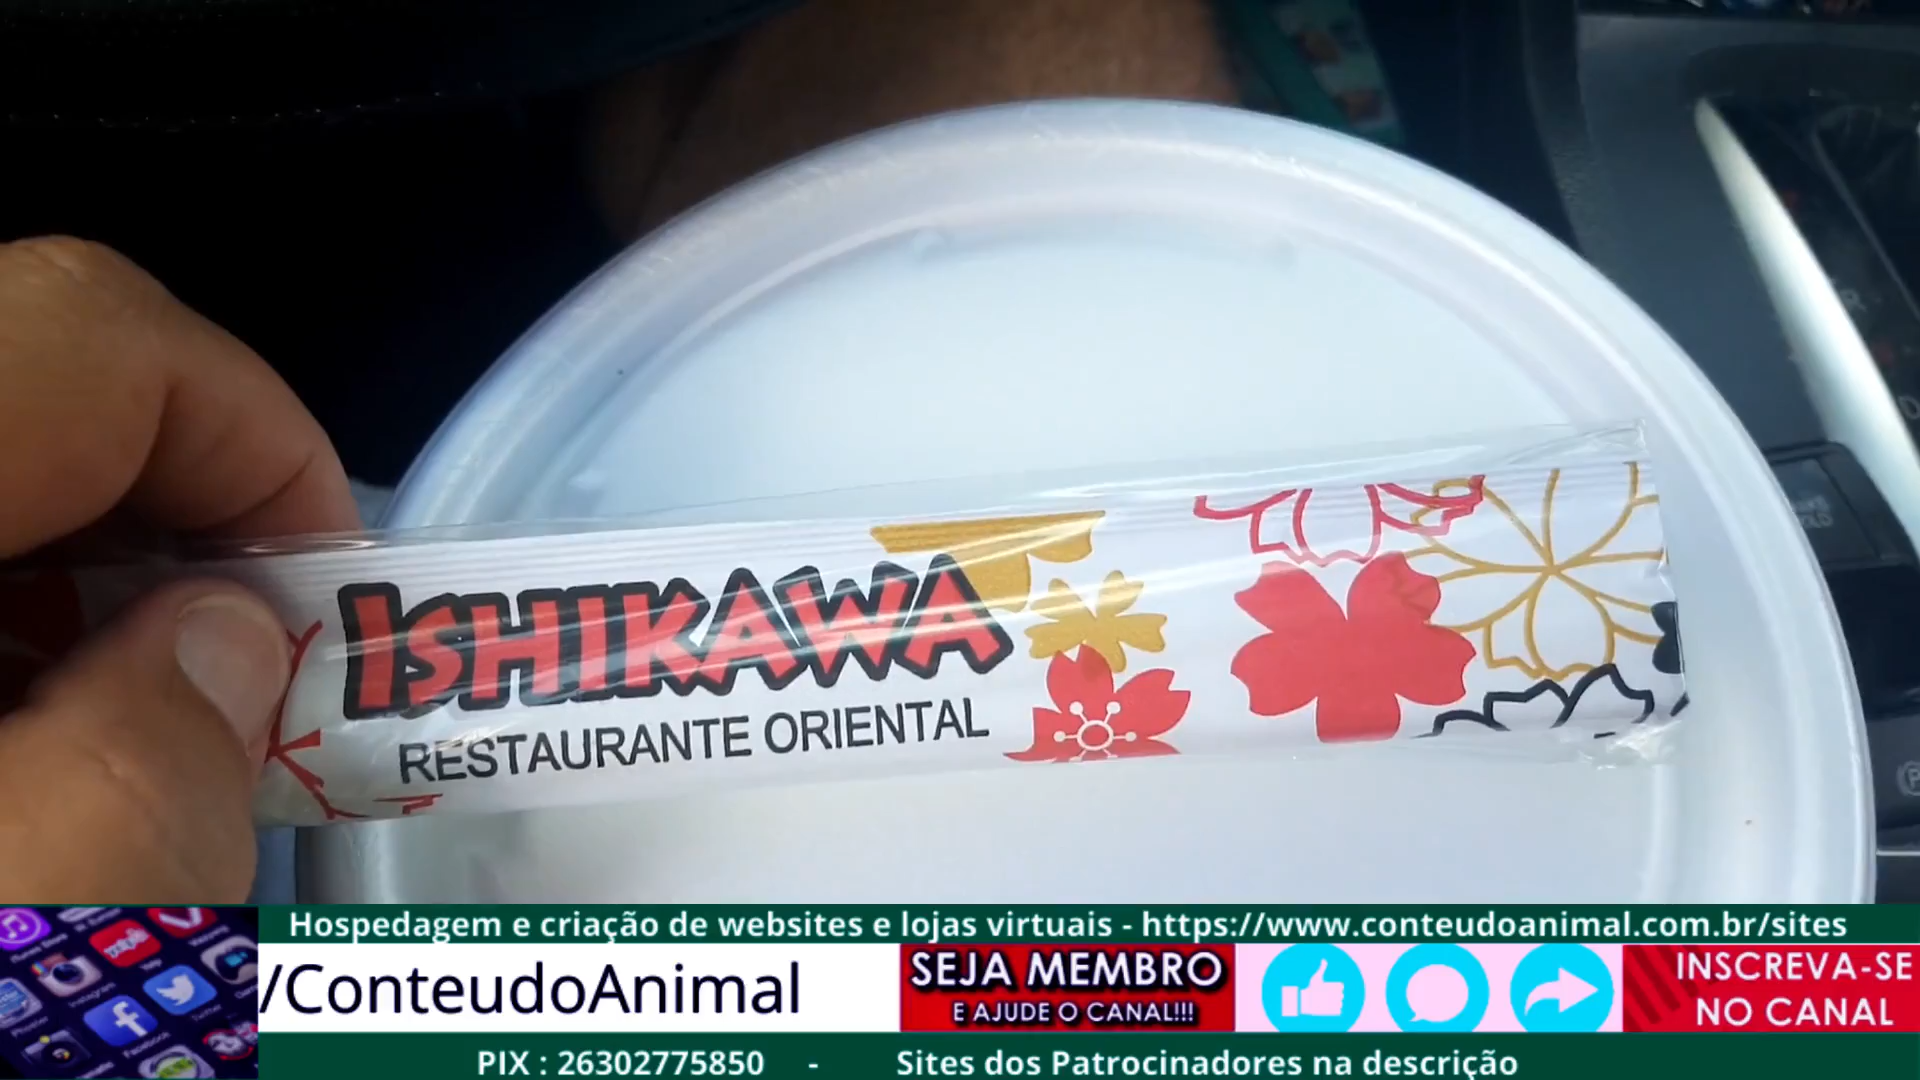 ISHIKAWA
RESTAURANTE ORIENTAL
Hospedagem e criação de websites e lojas virtuais - https://www.conteudoanimal.com.br/sites
/ConteudoAnimal
SEJA MEMBRO
E AJUDE O CANAL!!!
INSCREVA-SE
NO CANAL
PIX : 26302775850 - Sites dos Patrocinadores na descrição